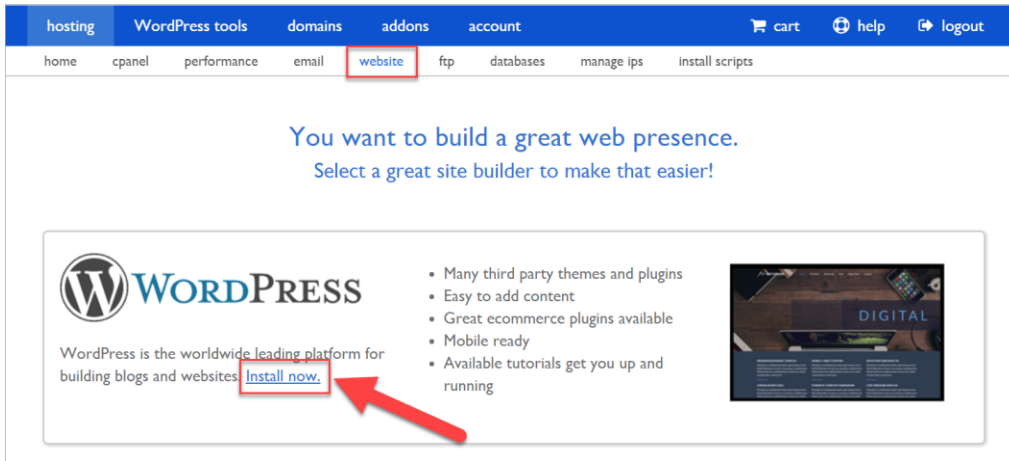 hosting WordPress tools domains addons account cart help logout
home cpanel performance email website ftp databases manage ips install scripts
You want to build a great web presence.
Select a great site builder to make that easier!
WORDPRESS
WordPress is the worldwide leading platform for
building blogs and websites. Install now.
• Many third party themes and plugins
• Easy to add content
• Great ecommerce plugins available
• Mobile ready
• Available tutorials get you up and
running
DIGITAL